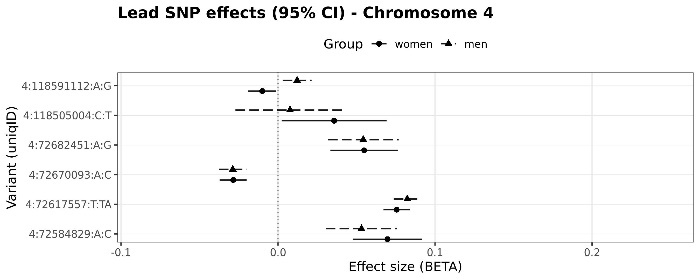 Lead SNP effects (95% CI) - Chromosome 4
Group women men
Variant (uniqID)
4:118591112:A:G
4:118505004:C:T
4:72682451:A:G
4:72670093:A:C
4:72617557:T:TA
4:72584829:A:C
-0.1 0.0 0.1 0.2
Effect size (BETA)